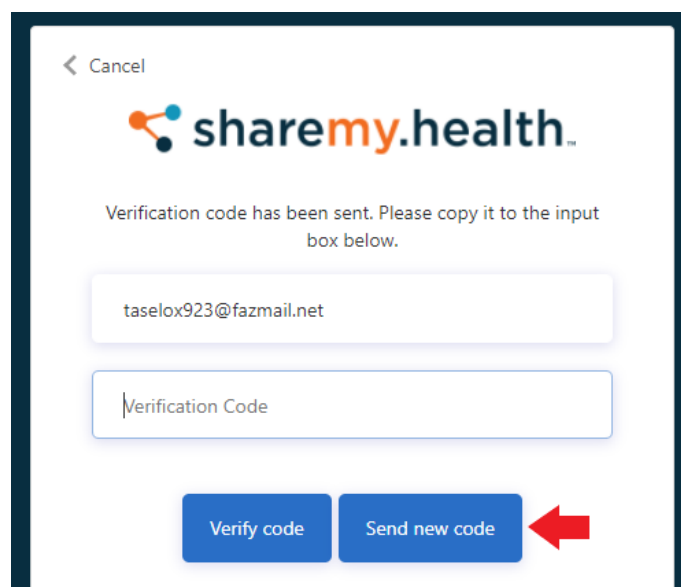 Cancel
sharemy.health™
Verification code has been sent. Please copy it to the input
box below.
taselox923@fazmail.net
Verification Code
Verify code
Send new code